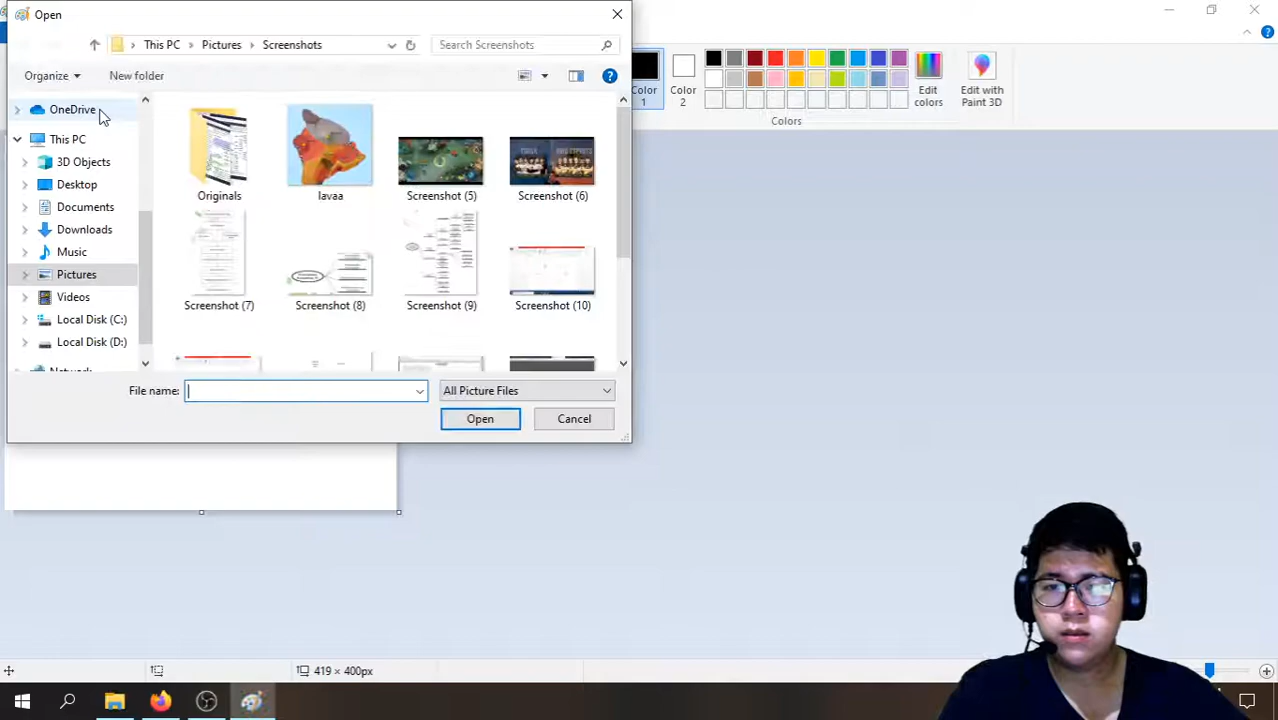 Open
This PC > Pictures > Screenshots
Search Screenshots
Organize
New folder
OneDrive
This PC
3D Objects
Desktop
Documents
Downloads
Music
Pictures
Videos
Local Disk (C:)
Local Disk (D:)
Network
Originals
lavaa
Screenshot (5)
Screenshot (6)
Screenshot (7)
Screenshot (8)
Screenshot (9)
Screenshot (10)
File name:
All Picture Files
Open
Cancel
Color
1
Color
2
Edit
colors
Edit with
Paint 3D
Colors
419 × 400px